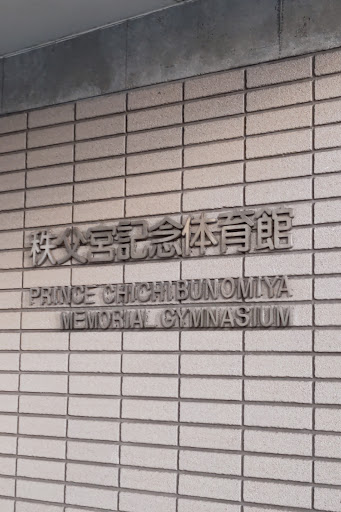 秩父宮記念体育館
PRINCE CHICHIBUNOMIYA
MEMORIAL GYMNASIUM